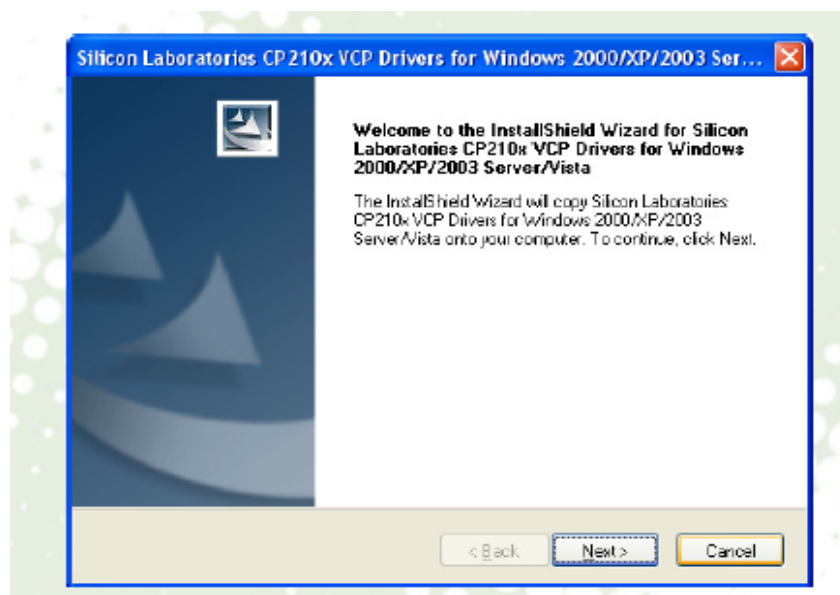 Silicon Laboratories CP210x VCP Drivers for Windows 2000/XP/2003 Ser...
Welcome to the InstallShield Wizard for Silicon
Laboratories CP210x VCP Drivers for Windows
2000/XP/2003 Server/Vista
The InstallShield Wizard will copy Silicon Laboratories
CP210x VCP Drivers for Windows 2000/XP/2003
Server/Vista onto your computer. To continue, click Next.
< Back
Next >
Cancel